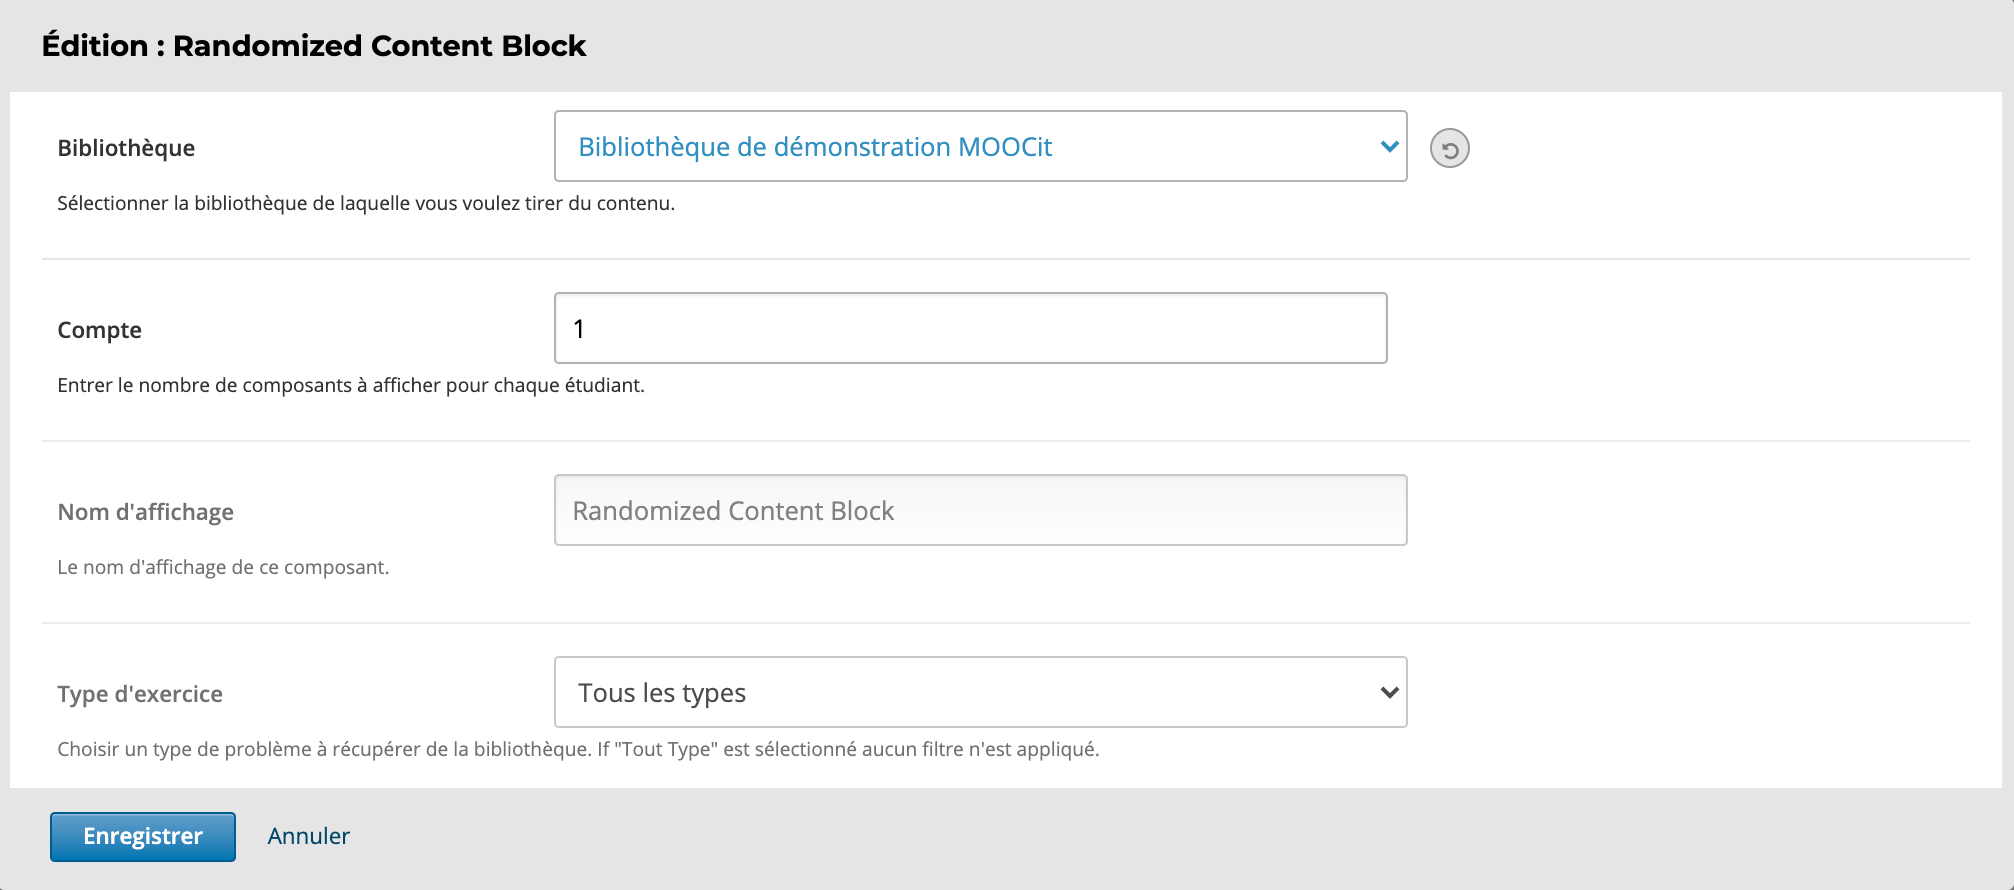 Édition : Randomized Content Block
Bibliothèque
Bibliothèque de démonstration MOOCit
Sélectionner la bibliothèque de laquelle vous voulez tirer du contenu.
Compte
1
Entrer le nombre de composants à afficher pour chaque étudiant.
Nom d'affichage
Randomized Content Block
Le nom d'affichage de ce composant.
Type d'exercice
Tous les types
Choisir un type de problème à récupérer de la bibliothèque. If "Tout Type" est sélectionné aucun filtre n'est appliqué.
Enregistrer
Annuler